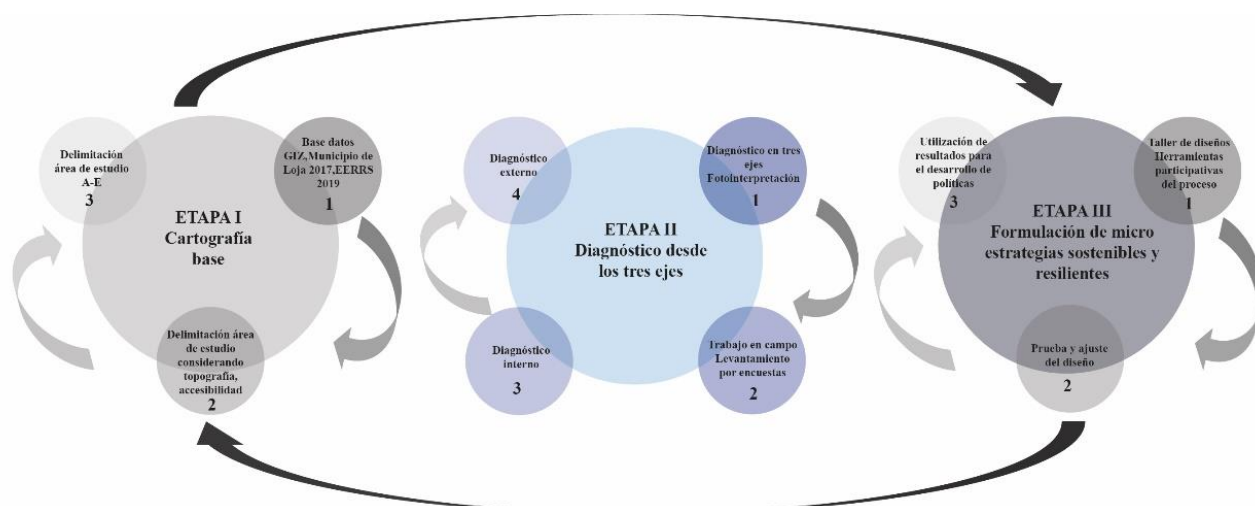 Delimitación
área de estudio
A-E
3
Base datos
GIZ,Municipio de
Loja 2017,EERRS
2019
1
ETAPA I
Cartografía
base
Delimitación área
de estudio
considerando
topografía,
accesibilidad
2
Diagnóstico
externo
4
Diagnóstico en tres
ejes
Fotointerpretación
1
ETAPA II
Diagnóstico desde
los tres ejes
Diagnóstico
interno
3
Trabajo en campo
Levantamiento
por encuestas
2
Utilización de
resultados para
el desarrollo de
políticas
3
Taller de diseños
Herramientas
participativas
del proceso
1
ETAPA III
Formulación de micro
estrategias sostenibles y
resilientes
Prueba y ajuste
del diseño
2